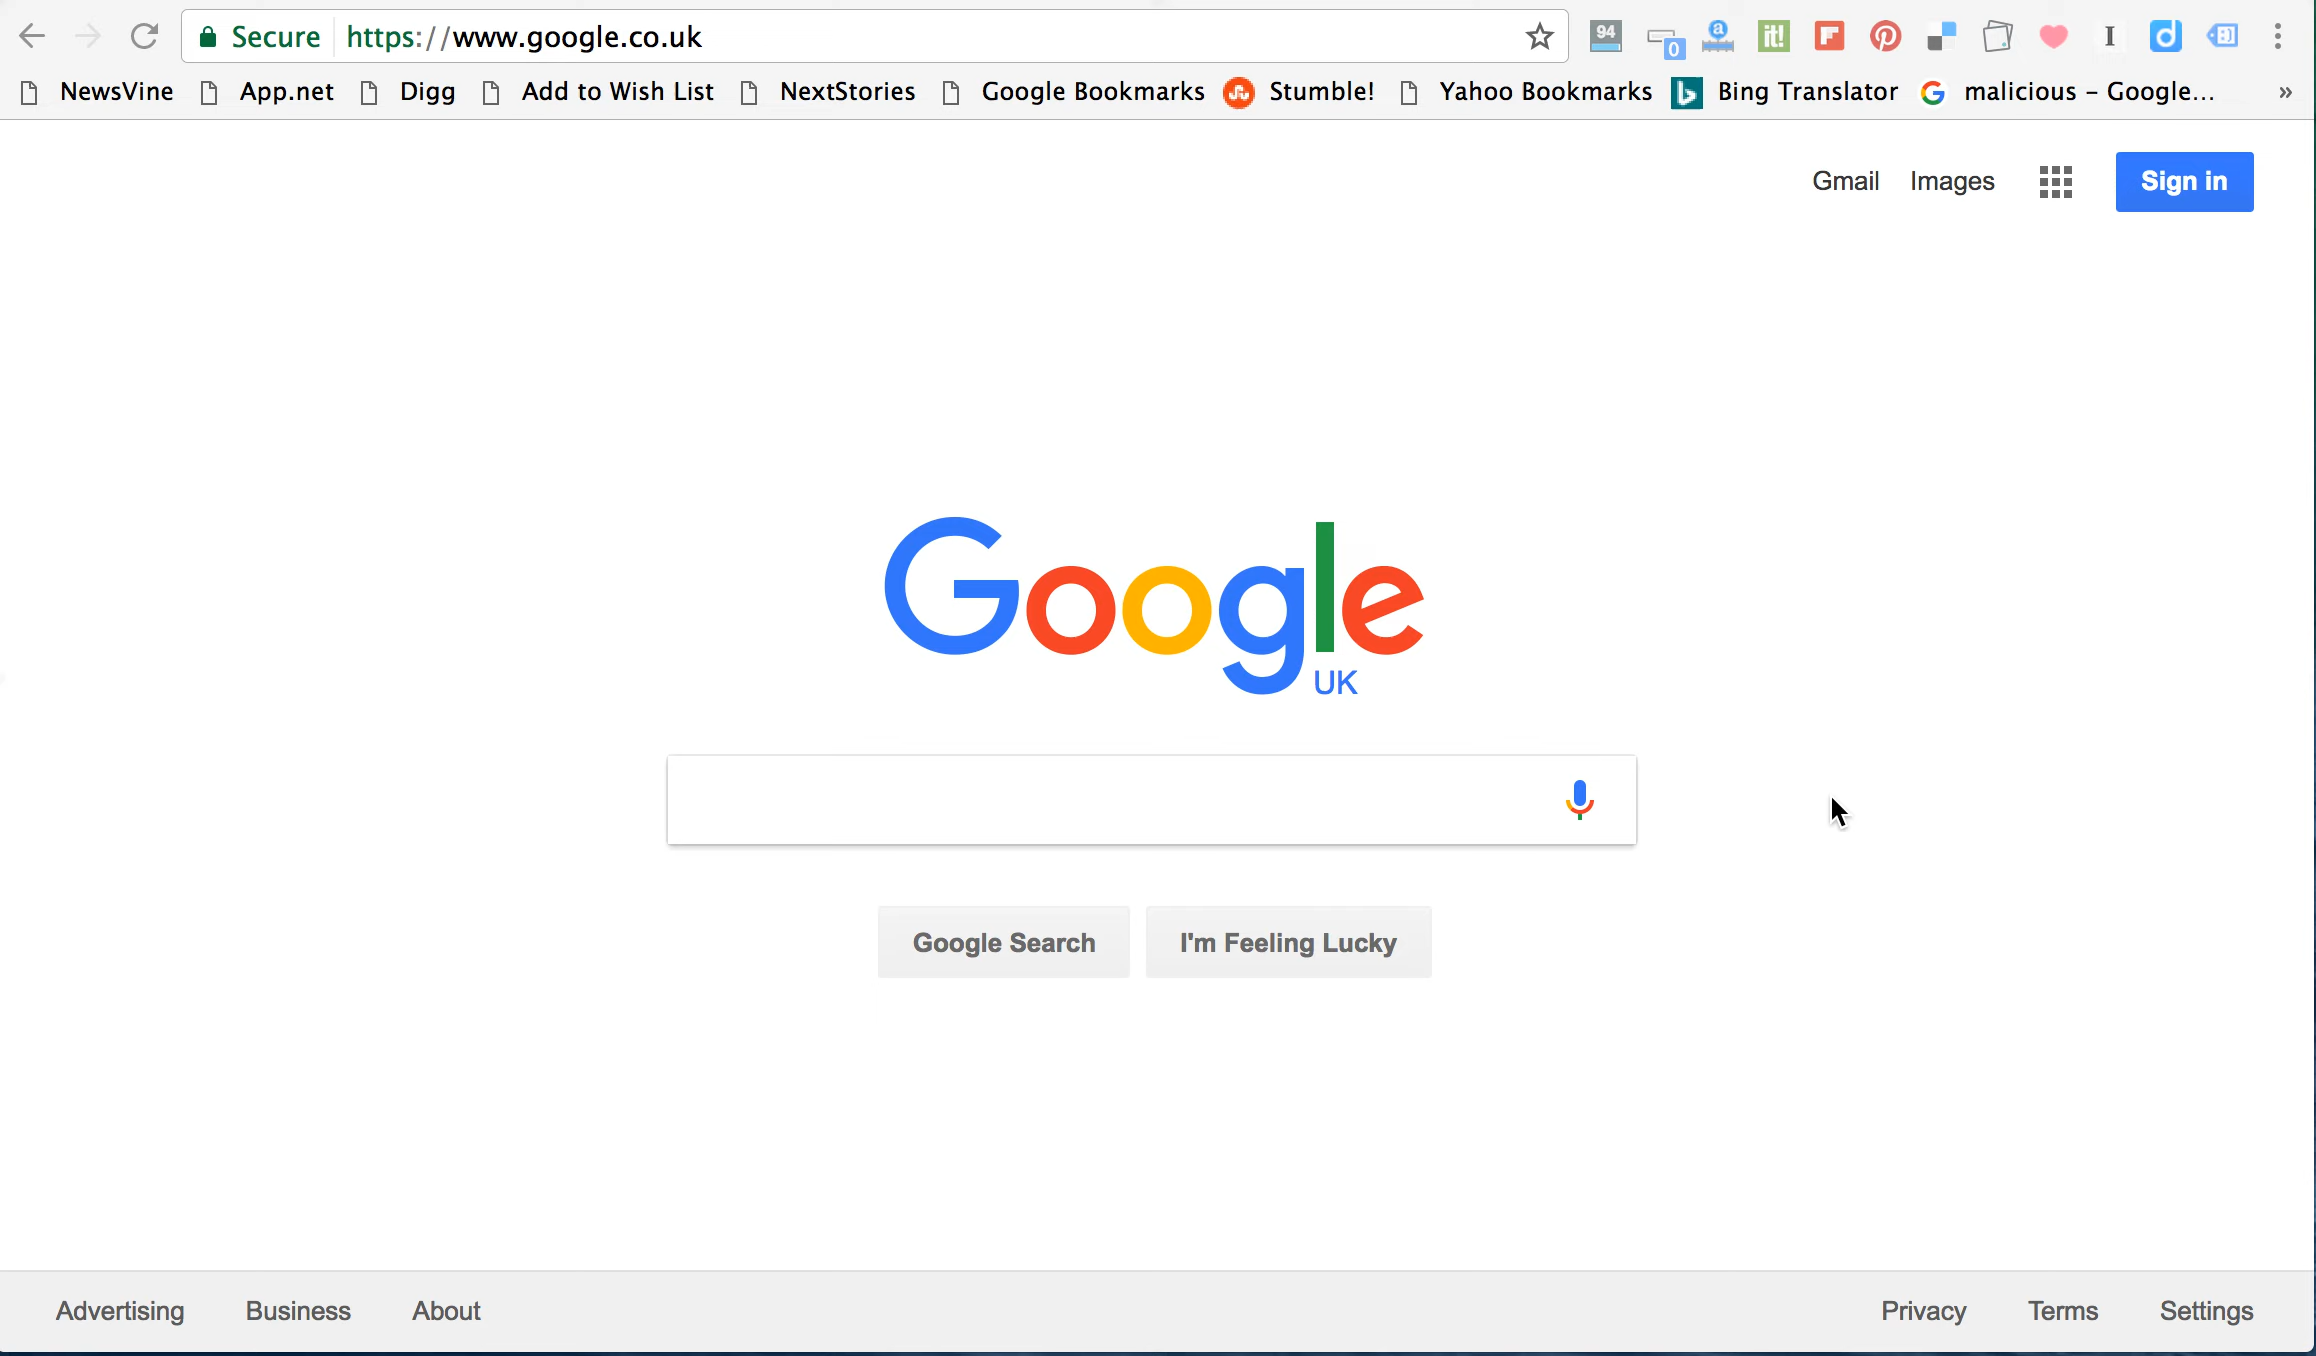 Secure https://www.google.co.uk 94 0 a it! I d B)
NewsVine App.net Digg Add to Wish List NextStories Google Bookmarks Stumble! Yahoo Bookmarks Bing Translator malicious – Google... »
Gmail Images Sign in
Google
UK
Google Search I'm Feeling Lucky
Advertising Business About Privacy Terms Settings